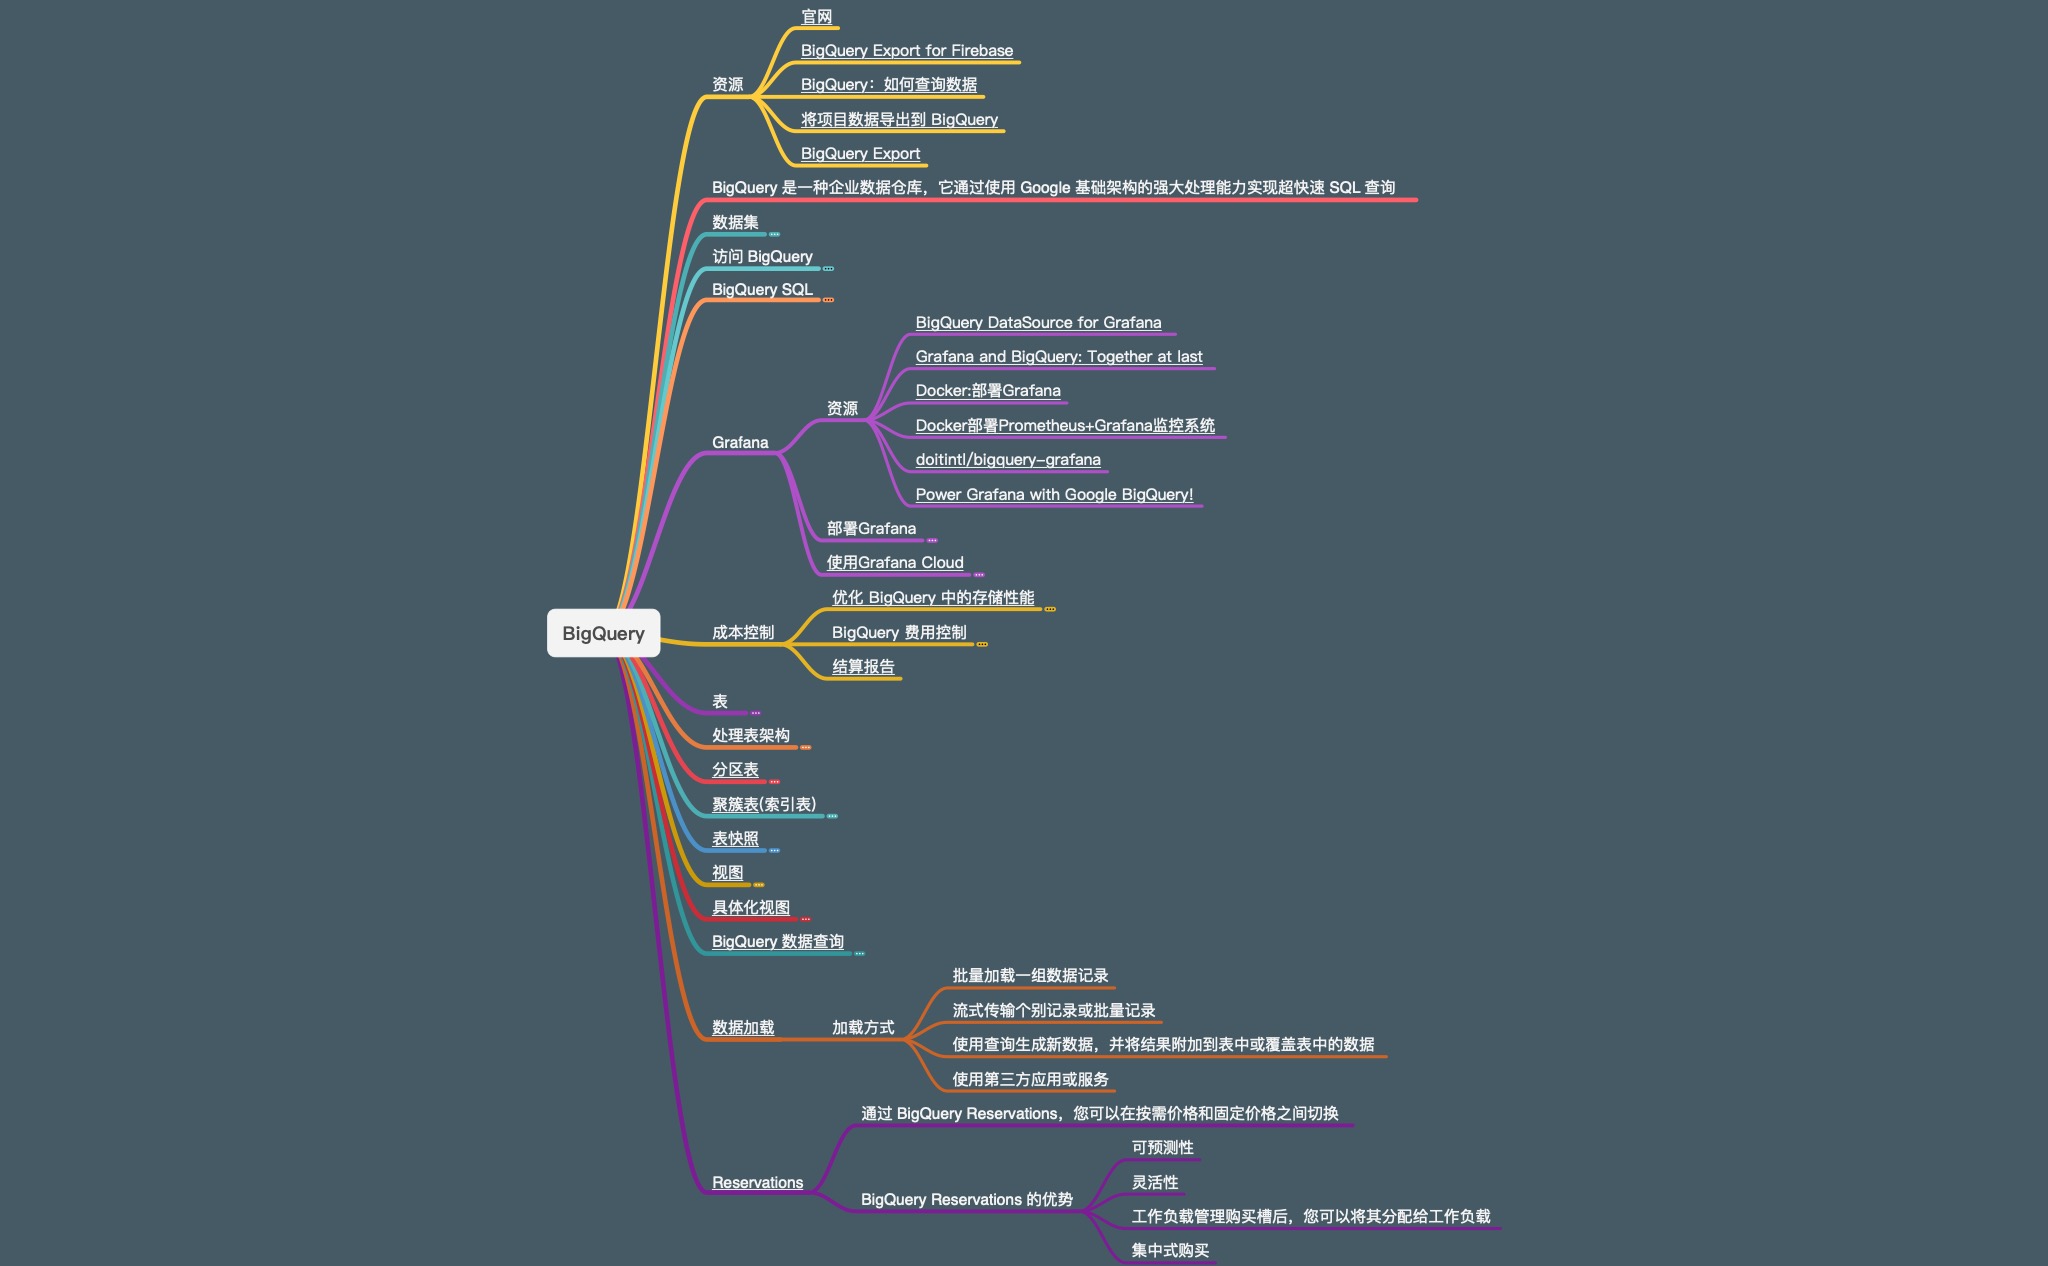 官网
BigQuery Export for Firebase
BigQuery：如何查询数据
资源
将项目数据导出到 BigQuery
BigQuery Export
BigQuery 是一种企业数据仓库，它通过使用 Google 基础架构的强大处理能力实现超快速 SQL 查询
数据集
访问 BigQuery
BigQuery SQL
BigQuery DataSource for Grafana
Grafana and BigQuery: Together at last
Docker:部署Grafana
资源
Docker部署Prometheus+Grafana监控系统
Grafana
doitintl/bigquery-grafana
Power Grafana with Google BigQuery!
部署Grafana
使用Grafana Cloud
优化 BigQuery 中的存储性能
BigQuery
成本控制
BigQuery 费用控制
结算报告
表
处理表架构
分区表
聚簇表(索引表)
表快照
视图
具体化视图
BigQuery 数据查询
批量加载一组数据记录
流式传输个别记录或批量记录
数据加载
加载方式
使用查询生成新数据，并将结果附加到表中或覆盖表中的数据
使用第三方应用或服务
通过 BigQuery Reservations，您可以在按需价格和固定价格之间切换
可预测性
Reservations
灵活性
BigQuery Reservations 的优势
工作负载管理购买槽后，您可以将其分配给工作负载
集中式购买